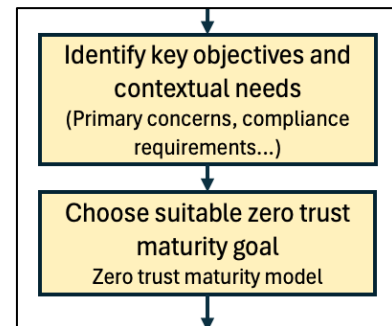 Identify key objectives and
contextual needs
(Primary concerns, compliance
requirements...)
Choose suitable zero trust
maturity goal
Zero trust maturity model